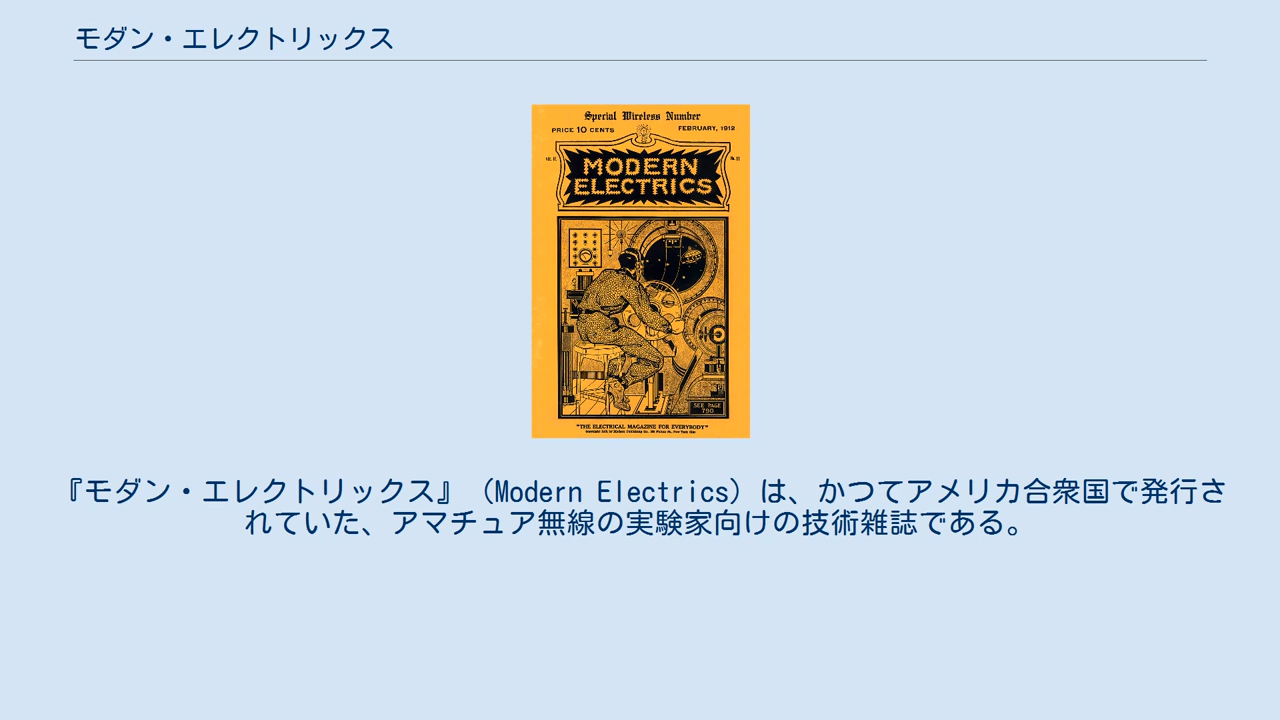 モダン・エレクトリックス
Special Wireless Number
PRICE 10 CENTS
FEBRUARY, 1912
MODERN
ELECTRICS
SEE PAGE
790
"THE ELECTRICAL MAGAZINE FOR EVERYBODY"
『モダン・エレクトリックス』（Modern Electrics）は、かつてアメリカ合衆国で発行さ
れていた、アマチュア無線の実験家向けの技術雑誌である。